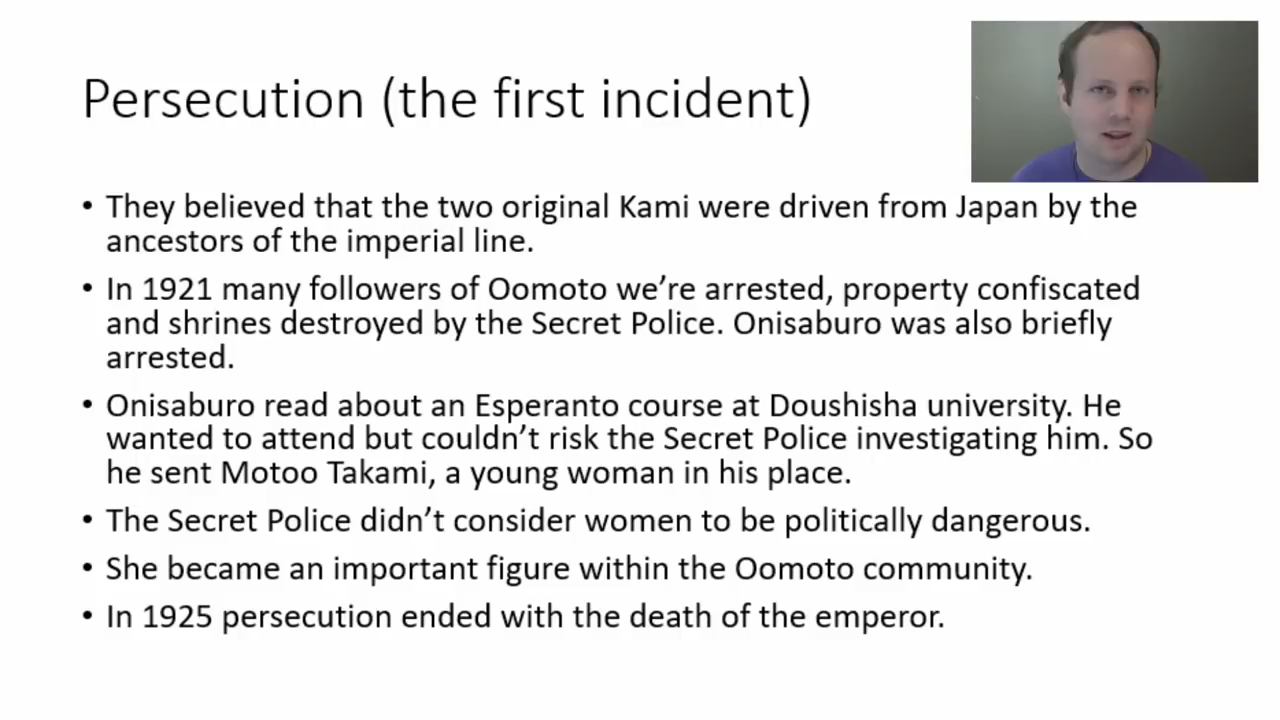 Persecution (the first incident)
• They believed that the two original Kami were driven from Japan by the
ancestors of the imperial line.
• In 1921 many followers of Oomoto we’re arrested, property confiscated
and shrines destroyed by the Secret Police. Onisaburo was also briefly
arrested.
• Onisaburo read about an Esperanto course at Doushisha university. He
wanted to attend but couldn’t risk the Secret Police investigating him. So
he sent Motoo Takami, a young woman in his place.
• The Secret Police didn’t consider women to be politically dangerous.
• She became an important figure within the Oomoto community.
• In 1925 persecution ended with the death of the emperor.